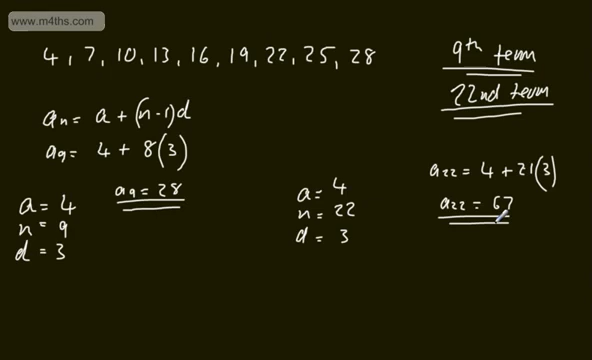 www.m4ths.com
4, 7, 10, 13, 16, 19, 22, 25, 28
9th term
22nd term
aₙ = a + (n-1)d
a₉ = 4 + 8(3)
a₉ = 28
a = 4
n = 9
d = 3
a = 4
n = 22
d = 3
a₂₂ = 4 + 21(3)
a₂₂ = 67